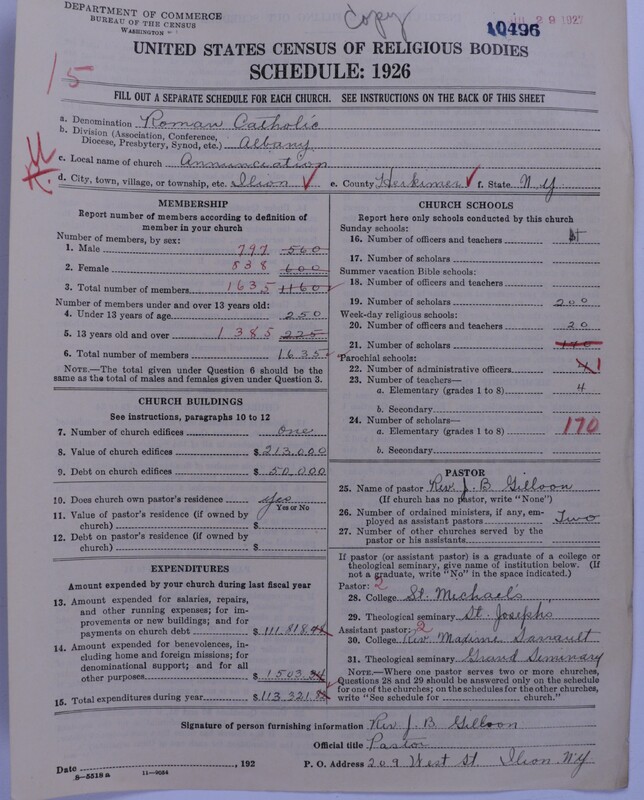 DEPARTMENT OF COMMERCE
BUREAU OF THE CENSUS
WASHINGTON
Copy
10496
29 1927
UNITED STATES CENSUS OF RELIGIOUS BODIES
SCHEDULE: 1926
15
FILL OUT A SEPARATE SCHEDULE FOR EACH CHURCH. SEE INSTRUCTIONS ON THE BACK OF THIS SHEET
a. Denomination Roman Catholic
b. Division (Association, Conference, Diocese, Presbytery, Synod, etc.) Albany
c. Local name of church Annunciation
d. City, town, village, or township, etc. Ilion e. County Herkimer f. State N.Y.
MEMBERSHIP
Report number of members according to definition of
member in your church
Number of members, by sex:
1. Male 797 560
2. Female 838 600
3. Total number of members 1635 1160
Number of members under and over 13 years old:
4. Under 13 years of age 250
5. 13 years old and over 1385 225
6. Total number of members 1635
NOTE.—The total given under Question 6 should be
the same as the total of males and females given under Question 3.
CHURCH BUILDINGS
See instructions, paragraphs 10 to 12
7. Number of church edifices One
8. Value of church edifices $ 213,000
9. Debt on church edifices $ 50,000
10. Does church own pastor's residence yes
Yes or No
11. Value of pastor's residence (if owned by
church) $
12. Debt on pastor's residence (if owned by
church) $
EXPENDITURES
Amount expended by your church during last fiscal year
13. Amount expended for salaries, repairs,
and other running expenses; for im-
provements or new buildings; and for
payments on church debt $ 111,818
14. Amount expended for benevolences, in-
cluding home and foreign missions; for
denominational support; and for all
other purposes $ 1503
15. Total expenditures during year $ 113,321
CHURCH SCHOOLS
Report here only schools conducted by this church
Sunday schools:
16. Number of officers and teachers
17. Number of scholars
Summer vacation Bible schools:
18. Number of officers and teachers
19. Number of scholars 200
Week-day religious schools:
20. Number of officers and teachers 20
21. Number of scholars 170
Parochial schools:
22. Number of administrative officers 1
23. Number of teachers—
a. Elementary (grades 1 to 8) 4
b. Secondary
24. Number of scholars—
a. Elementary (grades 1 to 8) 170
b. Secondary
PASTOR
25. Name of pastor Rev. J. B. Gilloon
(If church has no pastor, write "None")
26. Number of ordained ministers, if any, em-
ployed as assistant pastors Two
27. Number of other churches served by the
pastor or his assistants
If pastor (or assistant pastor) is a graduate of a college or
theological seminary, give name of institution below. (If
not a graduate, write "No" in the space indicated.)
Pastor: 2
28. College St. Michaels
29. Theological seminary St. Josephs
Assistant pastor: 2
30. College Rev.
31. Theological seminary Grand Seminary
NOTE.—Where one pastor serves two or more churches,
Questions 28 and 29 should be answered only on the schedule
for one of the churches; on the schedules for the other churches,
write "See schedule for ______ church."
Signature of person furnishing information Rev. J. B Gilloon
Official title Pastor
Date , 192 P. O. Address 209 West St Ilion N.Y
8—5518a 11—9054